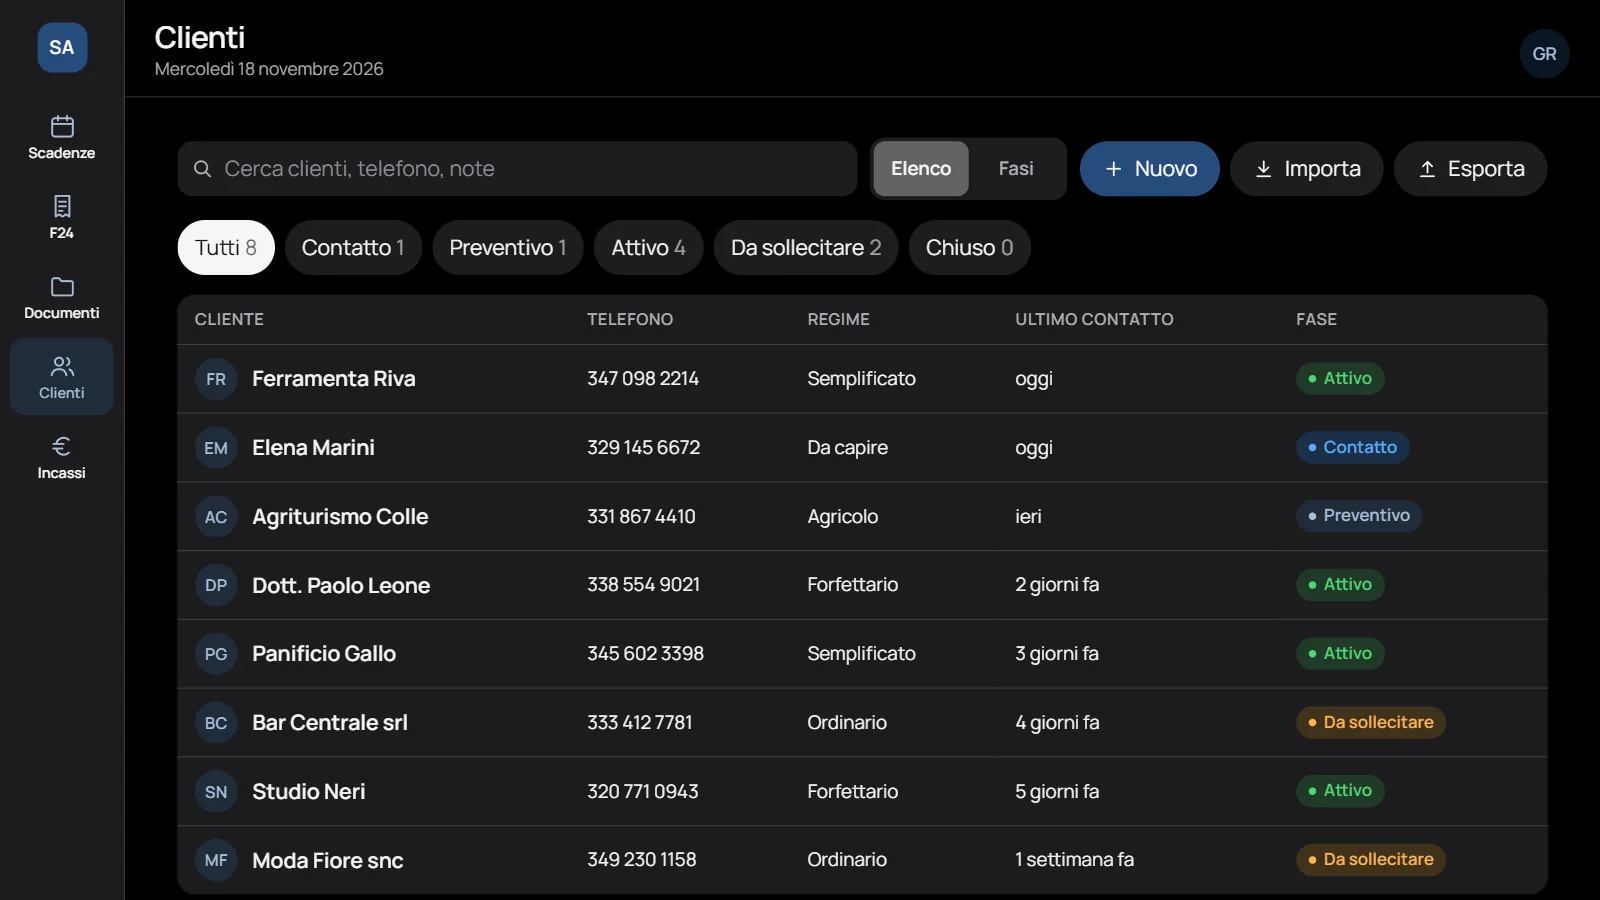 SA
Scadenze
F24
Documenti
Clienti
Incassi
Clienti
Mercoledì 18 novembre 2026
GR
Cerca clienti, telefono, note
Elenco Fasi
Nuovo
Importa
Esporta
Tutti 8 Contatto 1 Preventivo 1 Attivo 4 Da sollecitare 2 Chiuso 0
CLIENTE TELEFONO REGIME ULTIMO CONTATTO FASE
FR Ferramenta Riva 347 098 2214 Semplificato oggi Attivo
EM Elena Marini 329 145 6672 Da capire oggi Contatto
AC Agriturismo Colle 331 867 4410 Agricolo ieri Preventivo
DP Dott. Paolo Leone 338 554 9021 Forfettario 2 giorni fa Attivo
PG Panificio Gallo 345 602 3398 Semplificato 3 giorni fa Attivo
BC Bar Centrale srl 333 412 7781 Ordinario 4 giorni fa Da sollecitare
SN Studio Neri 320 771 0943 Forfettario 5 giorni fa Attivo
MF Moda Fiore snc 349 230 1158 Ordinario 1 settimana fa Da sollecitare